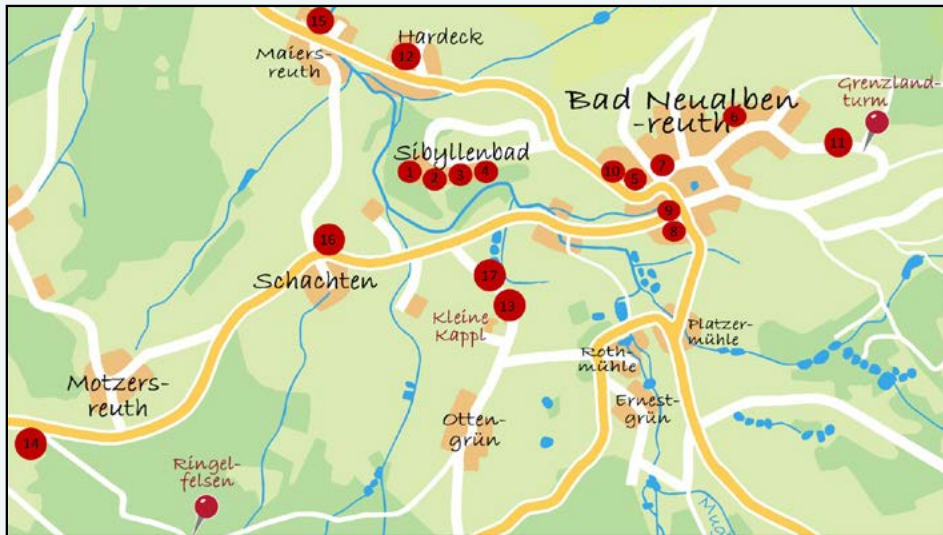 15
Maiers-
reuth
12
Hardeck
Bad Neualben
-reuth
6
Grenzland-
turm
11
Sibyllenbad
1
2
3
4
10
5
7
9
8
16
Schachten
17
13
Kleine
Kappl
Platzer-
mühle
Roth-
mühle
Ernest-
grün
Motzers-
reuth
Otten-
grün
14
Ringel-
felsen